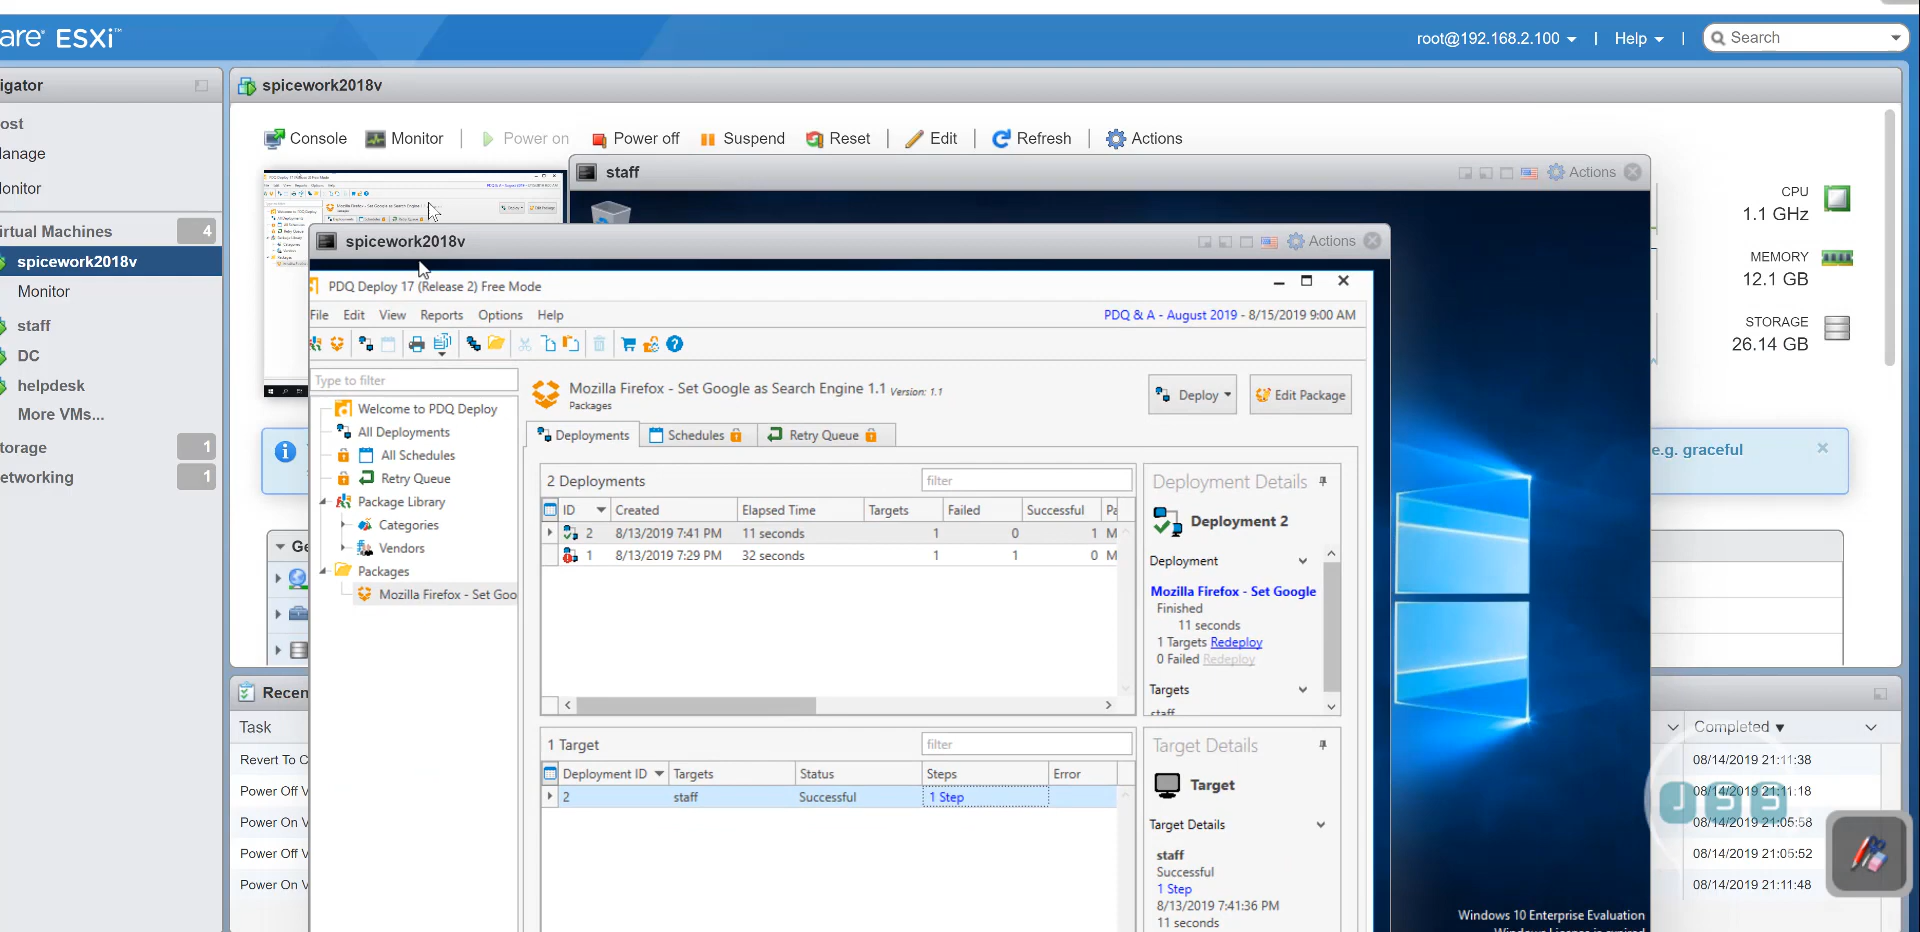 are® ESXi™
root@192.168.2.100
Help
Search
igator
spicework2018v
ost
anage
onitor
irtual Machines
4
spicework2018v
Monitor
staff
DC
helpdesk
More VMs...
torage
1
etworking
1
Console
Monitor
Power on
Power off
Suspend
Reset
Edit
Refresh
Actions
staff
Actions
CPU
1.1 GHz
MEMORY
12.1 GB
STORAGE
26.14 GB
e.g. graceful
spicework2018v
Actions
PDQ Deploy 17 (Release 2) Free Mode
File Edit View Reports Options Help
PDQ & A - August 2019 - 8/15/2019 9:00 AM
Type to filter
Welcome to PDQ Deploy
All Deployments
All Schedules
Retry Queue
Package Library
Categories
Vendors
Packages
Mozilla Firefox - Set Goo
Mozilla Firefox - Set Google as Search Engine 1.1 Version: 1.1
Packages
Deploy
Edit Package
Deployments
Schedules
Retry Queue
2 Deployments
filter
ID Created Elapsed Time Targets Failed Successful Pa
2 8/13/2019 7:41 PM 11 seconds 1 0 1 M
1 8/13/2019 7:29 PM 32 seconds 1 1 0 M
Deployment Details
Deployment 2
Deployment
Mozilla Firefox - Set Google
Finished
11 seconds
1 Targets Redeploy
0 Failed Redeploy
Targets
staff
1 Target
filter
Deployment ID Targets Status Steps Error
2 staff Successful 1 Step
Target Details
Target
Target Details
staff
Successful
1 Step
8/13/2019 7:41:36 PM
11 seconds
Ge
Recen
Task
Revert To C
Power Off V
Power On V
Power Off V
Power On V
Completed
08/14/2019 21:11:38
08/14/2019 21:11:18
08/14/2019 21:05:58
08/14/2019 21:05:52
08/14/2019 21:11:48
Windows 10 Enterprise Evaluation